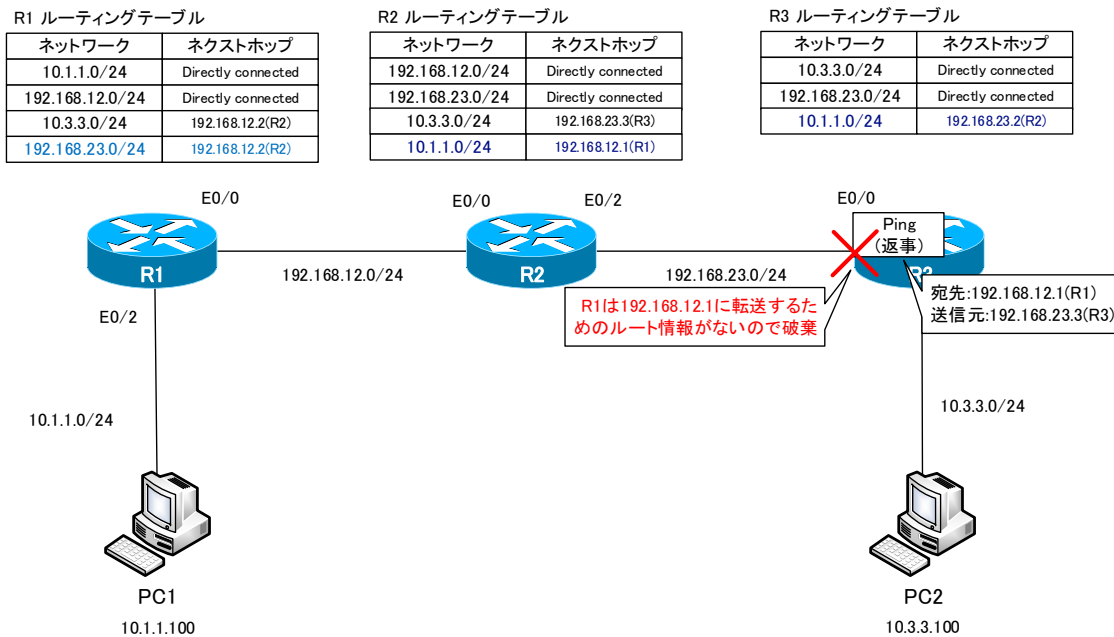 R1 ルーティングテーブル
ネットワーク ネクストホップ
10.1.1.0/24 Directly connected
192.168.12.0/24 Directly connected
10.3.3.0/24 192.168.12.2(R2)
192.168.23.0/24 192.168.12.2(R2)
R2 ルーティングテーブル
ネットワーク ネクストホップ
192.168.12.0/24 Directly connected
192.168.23.0/24 Directly connected
10.3.3.0/24 192.168.23.3(R3)
10.1.1.0/24 192.168.12.1(R1)
R3 ルーティングテーブル
ネットワーク ネクストホップ
10.3.3.0/24 Directly connected
192.168.23.0/24 Directly connected
10.1.1.0/24 192.168.23.2(R2)
E0/0
E0/0
E0/2
E0/0
Ping
(返事)
R1
R2
R3
192.168.12.0/24
192.168.23.0/24
E0/2
R1は192.168.12.1に転送するた
めのルート情報がないので破棄
宛先:192.168.12.1(R1)
送信元:192.168.23.3(R3)
10.1.1.0/24
10.3.3.0/24
PC1
10.1.1.100
PC2
10.3.3.100